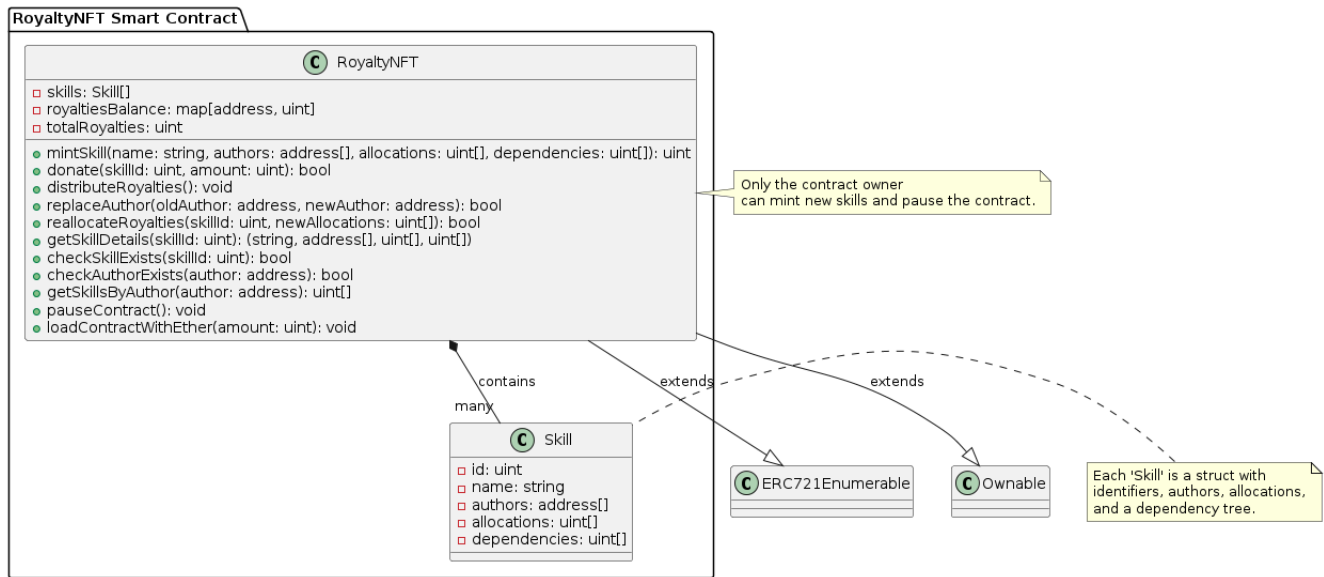 RoyaltyNFT Smart Contract
C RoyaltyNFT
skills: Skill[]
royaltiesBalance: map[address, uint]
totalRoyalties: uint
mintSkill(name: string, authors: address[], allocations: uint[], dependencies: uint[]): uint
donate(skillId: uint, amount: uint): bool
distributeRoyalties(): void
replaceAuthor(oldAuthor: address, newAuthor: address): bool
reallocateRoyalties(skillId: uint, newAllocations: uint[]): bool
getSkillDetails(skillId: uint): (string, address[], uint[], uint[])
checkSkillExists(skillId: uint): bool
checkAuthorExists(author: address): bool
getSkillsByAuthor(author: address): uint[]
pauseContract(): void
loadContractWithEther(amount: uint): void
Only the contract owner
can mint new skills and pause the contract.
contains
many
extends
extends
C Skill
id: uint
name: string
authors: address[]
allocations: uint[]
dependencies: uint[]
C ERC721Enumerable
C Ownable
Each 'Skill' is a struct with
identifiers, authors, allocations,
and a dependency tree.